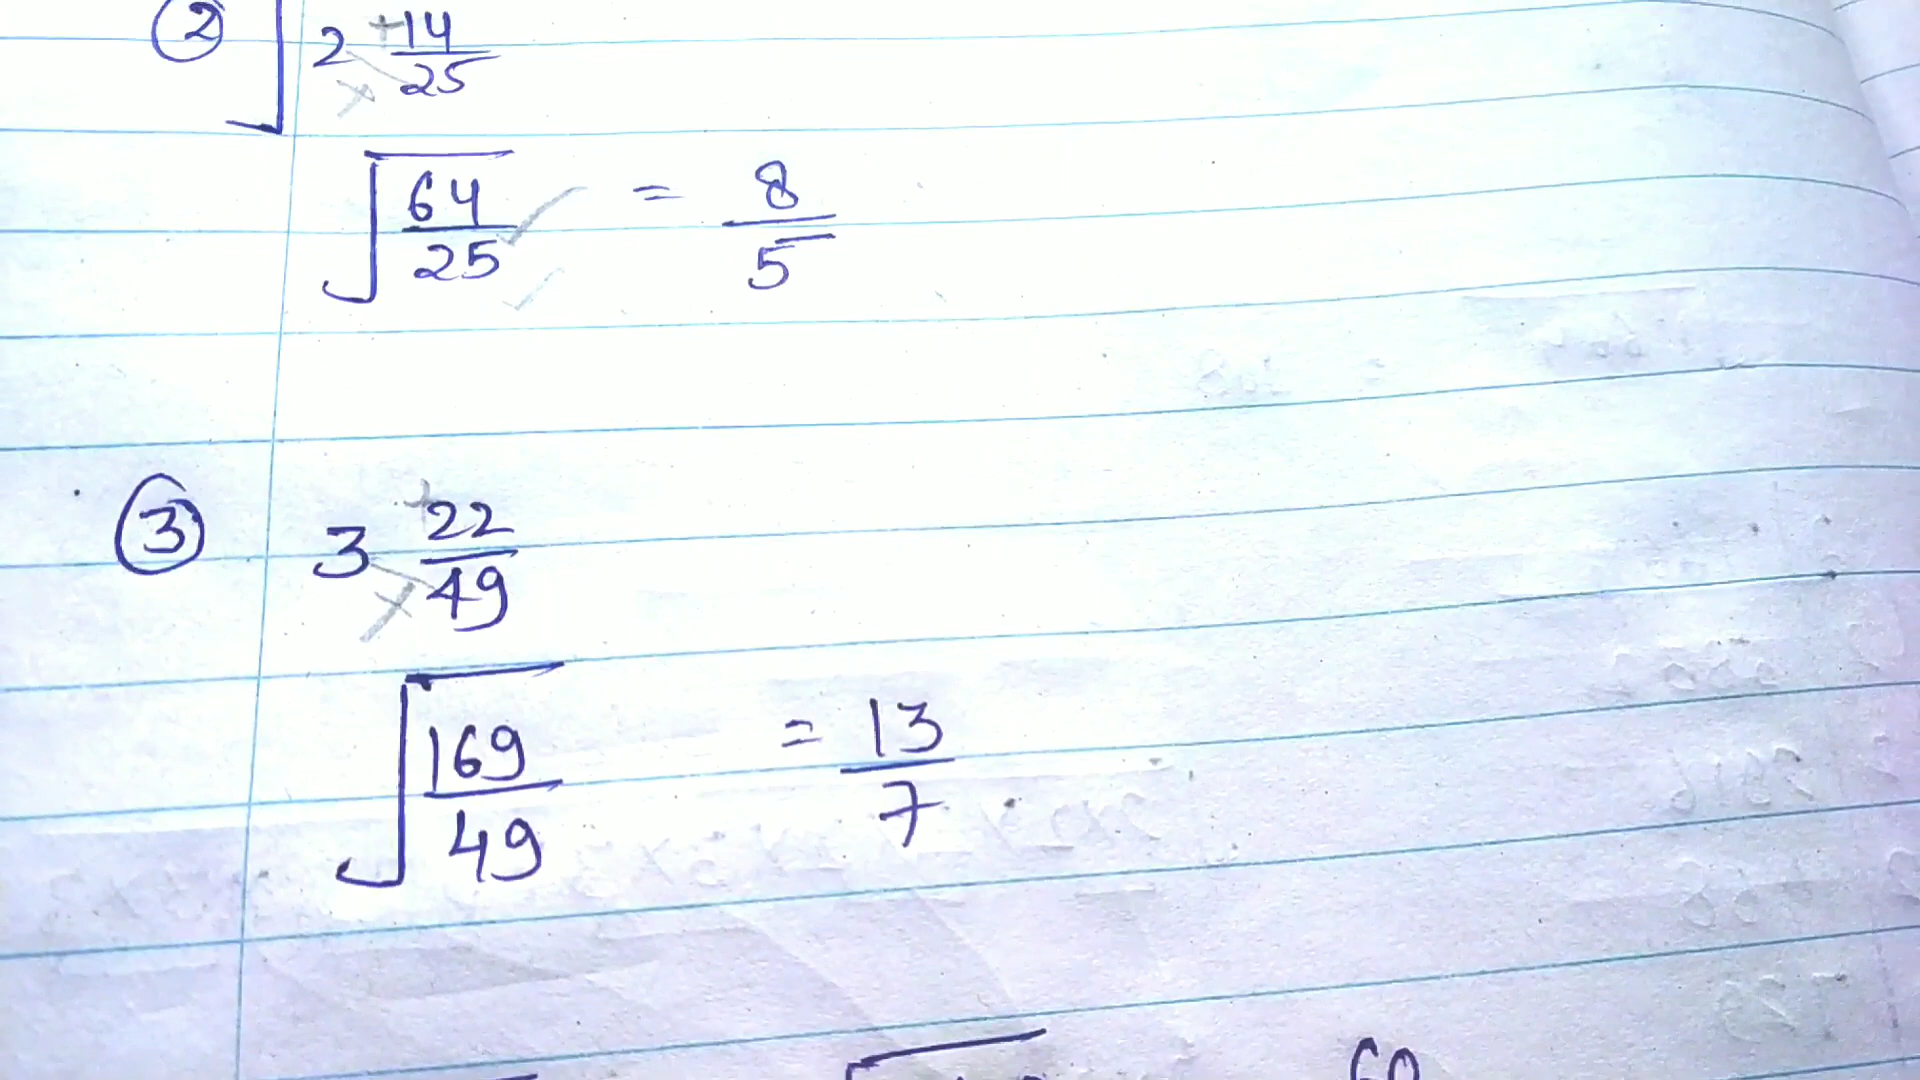 ② √2 14/25
√64/25 = 8/5
③ 3 22/49
√169/49 = 13/7